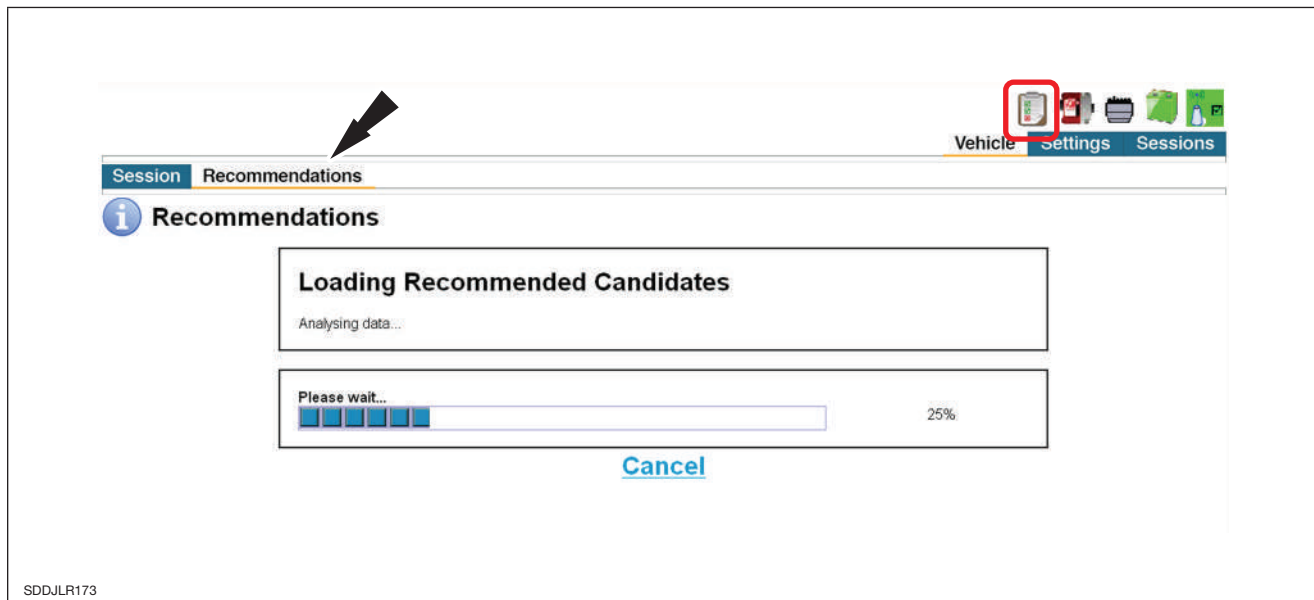 Vehicle Settings Sessions
Session Recommendations
Recommendations
Loading Recommended Candidates
Analysing data...
Please wait...
25%
Cancel
SDDJLR173